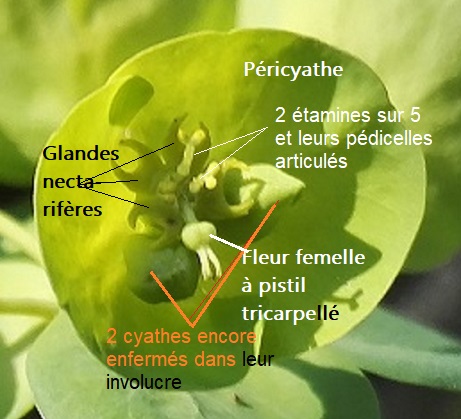 Péricyathe
2 étamines sur 5
et leurs pédicelles
articulés
Glandes
necta-
rifères
Fleur femelle
à pistil
tricarpellé
2 cyathes encore
enfermés dans leur
involucre